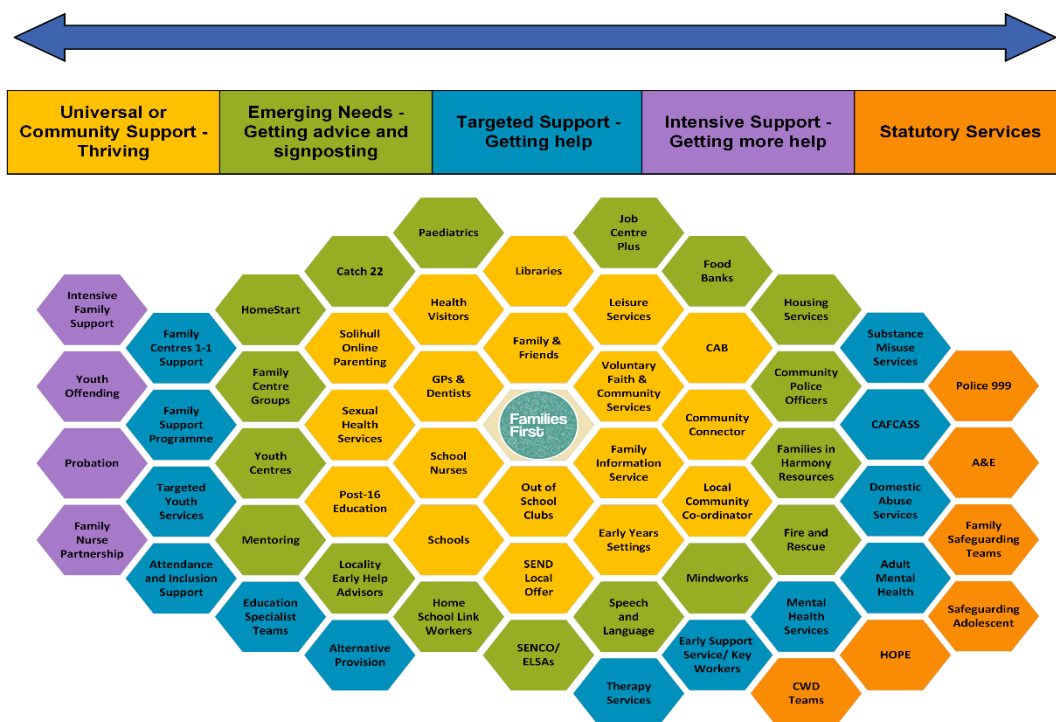 Universal or
Community Support -
Thriving
Emerging Needs -
Getting advice and
signposting
Targeted Support -
Getting help
Intensive Support -
Getting more help
Statutory Services
Paediatrics
Job
Centre
Plus
Catch 22
Libraries
Food
Banks
Intensive
Family
Support
HomeStart
Health
Visitors
Leisure
Services
Housing
Services
Family
Centres 1-1
Support
Solihull
Online
Parenting
Family &
Friends
CAB
Substance
Misuse
Services
Youth
Offending
Family
Centre
Groups
GPs &
Dentists
Voluntary
Faith &
Community
Services
Community
Police
Officers
Police 999
Family
Support
Programme
Sexual
Health
Services
Families
First
Community
Connector
CAFCASS
Probation
Youth
Centres
School
Nurses
Family
Information
Service
Families in
Harmony
Resources
A&E
Targeted
Youth
Services
Post-16
Education
Out of
School
Clubs
Local
Community
Co-ordinator
Domestic
Abuse
Services
Family
Nurse
Partnership
Mentoring
Schools
Early Years
Settings
Fire and
Rescue
Family
Safeguarding
Teams
Attendance
and Inclusion
Support
Locality
Early Help
Advisors
SEND
Local
Offer
Mindworks
Adult
Mental
Health
Education
Specialist
Teams
Home
School Link
Workers
Speech
and
Language
Mental
Health
Services
Safeguarding
Adolescent
Alternative
Provision
SENCO/
ELSAs
Early Support
Service/ Key
Workers
HOPE
Therapy
Services
CWD
Teams